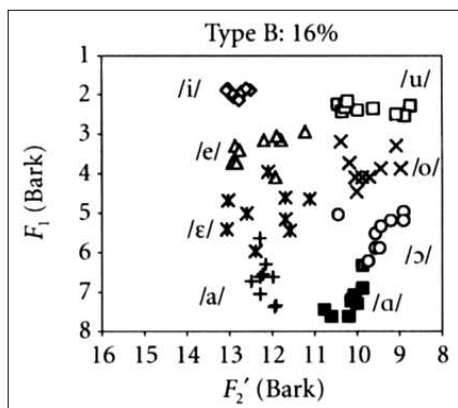 Type B: 16%
1
2
3
4
5
6
7
8
F₁ (Bark)
/i/
/u/
/e/
/o/
/ɛ/
/ɔ/
/a/
/ɑ/
16 15 14 13 12 11 10 9 8
F₂′ (Bark)